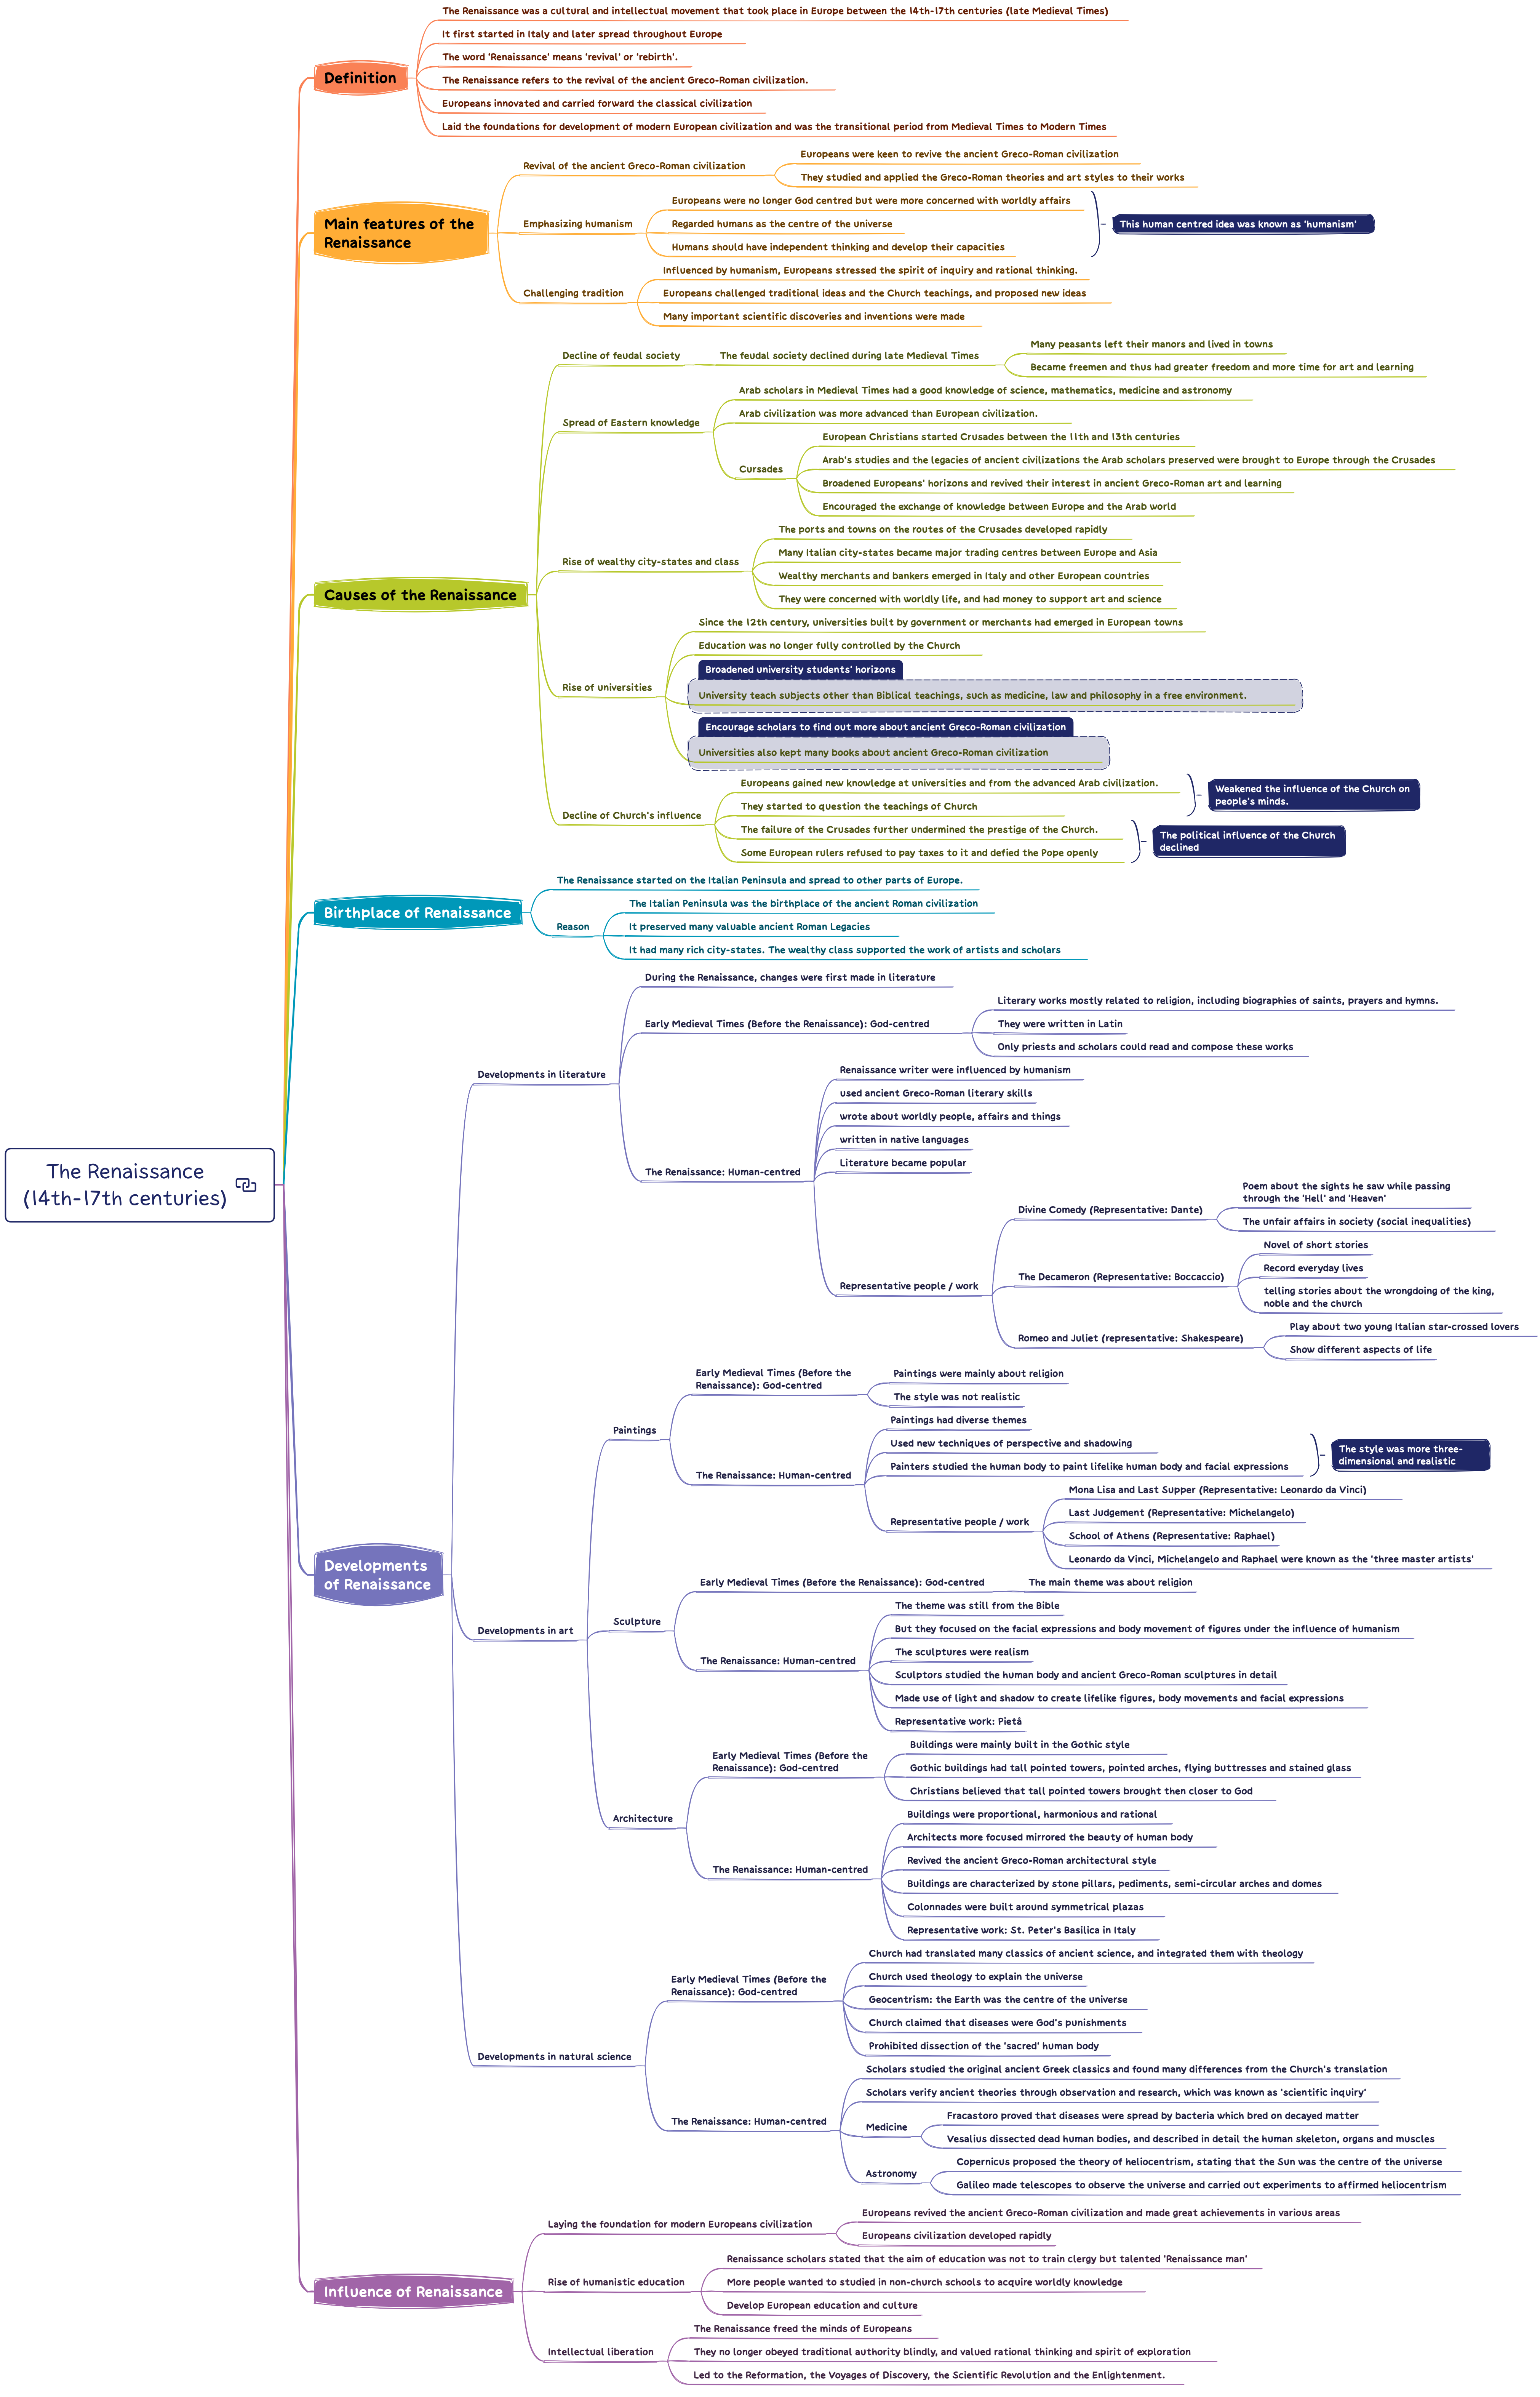 The Renaissance
(14th-17th centuries)
Definition
The Renaissance was a cultural and intellectual movement that took place in Europe between the 14th-17th centuries (late Medieval Times)
It first started in Italy and later spread throughout Europe
The word 'Renaissance' means 'revival' or 'rebirth'.
The Renaissance refers to the revival of the ancient Greco-Roman civilization.
Europeans innovated and carried forward the classical civilization
Laid the foundations for development of modern European civilization and was the transitional period from Medieval Times to Modern Times
Main features of the
Renaissance
Revival of the ancient Greco-Roman civilization
Europeans were keen to revive the ancient Greco-Roman civilization
They studied and applied the Greco-Roman theories and art styles to their works
Emphasizing humanism
Europeans were no longer God centred but were more concerned with worldly affairs
Regarded humans as the centre of the universe
Humans should have independent thinking and develop their capacities
This human centred idea was known as 'humanism'
Challenging tradition
Influenced by humanism, Europeans stressed the spirit of inquiry and rational thinking.
Europeans challenged traditional ideas and the Church teachings, and proposed new ideas
Many important scientific discoveries and inventions were made
Causes of the Renaissance
Decline of feudal society
The feudal society declined during late Medieval Times
Many peasants left their manors and lived in towns
Became freemen and thus had greater freedom and more time for art and learning
Spread of Eastern knowledge
Arab scholars in Medieval Times had a good knowledge of science, mathematics, medicine and astronomy
Arab civilization was more advanced than European civilization.
Cursades
European Christians started Crusades between the 11th and 13th centuries
Arab's studies and the legacies of ancient civilizations the Arab scholars preserved were brought to Europe through the Crusades
Broadened Europeans' horizons and revived their interest in ancient Greco-Roman art and learning
Encouraged the exchange of knowledge between Europe and the Arab world
Rise of wealthy city-states and class
The ports and towns on the routes of the Crusades developed rapidly
Many Italian city-states became major trading centres between Europe and Asia
Wealthy merchants and bankers emerged in Italy and other European countries
They were concerned with worldly life, and had money to support art and science
Rise of universities
Since the 12th century, universities built by government or merchants had emerged in European towns
Education was no longer fully controlled by the Church
Broadened university students' horizons
University teach subjects other than Biblical teachings, such as medicine, law and philosophy in a free environment.
Encourage scholars to find out more about ancient Greco-Roman civilization
Universities also kept many books about ancient Greco-Roman civilization
Decline of Church's influence
Europeans gained new knowledge at universities and from the advanced Arab civilization.
They started to question the teachings of Church
Weakened the influence of the Church on
people's minds.
The failure of the Crusades further undermined the prestige of the Church.
Some European rulers refused to pay taxes to it and defied the Pope openly
The political influence of the Church
declined
Birthplace of Renaissance
The Renaissance started on the Italian Peninsula and spread to other parts of Europe.
Reason
The Italian Peninsula was the birthplace of the ancient Roman civilization
It preserved many valuable ancient Roman Legacies
It had many rich city-states. The wealthy class supported the work of artists and scholars
Developments
of Renaissance
Developments in literature
During the Renaissance, changes were first made in literature
Early Medieval Times (Before the Renaissance): God-centred
Literary works mostly related to religion, including biographies of saints, prayers and hymns.
They were written in Latin
Only priests and scholars could read and compose these works
The Renaissance: Human-centred
Renaissance writer were influenced by humanism
used ancient Greco-Roman literary skills
wrote about worldly people, affairs and things
written in native languages
Literature became popular
Representative people / work
Divine Comedy (Representative: Dante)
Poem about the sights he saw while passing
through the 'Hell' and 'Heaven'
The unfair affairs in society (social inequalities)
The Decameron (Representative: Boccaccio)
Novel of short stories
Record everyday lives
telling stories about the wrongdoing of the king,
noble and the church
Romeo and Juliet (representative: Shakespeare)
Play about two young Italian star-crossed lovers
Show different aspects of life
Developments in art
Paintings
Early Medieval Times (Before the
Renaissance): God-centred
Paintings were mainly about religion
The style was not realistic
The Renaissance: Human-centred
Paintings had diverse themes
Used new techniques of perspective and shadowing
Painters studied the human body to paint lifelike human body and facial expressions
The style was more three-
dimensional and realistic
Representative people / work
Mona Lisa and Last Supper (Representative: Leonardo da Vinci)
Last Judgement (Representative: Michelangelo)
School of Athens (Representative: Raphael)
Leonardo da Vinci, Michelangelo and Raphael were known as the 'three master artists'
Sculpture
Early Medieval Times (Before the Renaissance): God-centred
The main theme was about religion
The Renaissance: Human-centred
The theme was still from the Bible
But they focused on the facial expressions and body movement of figures under the influence of humanism
The sculptures were realism
Sculptors studied the human body and ancient Greco-Roman sculptures in detail
Made use of light and shadow to create lifelike figures, body movements and facial expressions
Representative work: Pietá
Architecture
Early Medieval Times (Before the
Renaissance): God-centred
Buildings were mainly built in the Gothic style
Gothic buildings had tall pointed towers, pointed arches, flying buttresses and stained glass
Christians believed that tall pointed towers brought then closer to God
The Renaissance: Human-centred
Buildings were proportional, harmonious and rational
Architects more focused mirrored the beauty of human body
Revived the ancient Greco-Roman architectural style
Buildings are characterized by stone pillars, pediments, semi-circular arches and domes
Colonnades were built around symmetrical plazas
Representative work: St. Peter's Basilica in Italy
Developments in natural science
Early Medieval Times (Before the
Renaissance): God-centred
Church had translated many classics of ancient science, and integrated them with theology
Church used theology to explain the universe
Geocentrism: the Earth was the centre of the universe
Church claimed that diseases were God's punishments
Prohibited dissection of the 'sacred' human body
The Renaissance: Human-centred
Scholars studied the original ancient Greek classics and found many differences from the Church's translation
Scholars verify ancient theories through observation and research, which was known as 'scientific inquiry'
Medicine
Fracastoro proved that diseases were spread by bacteria which bred on decayed matter
Vesalius dissected dead human bodies, and described in detail the human skeleton, organs and muscles
Astronomy
Copernicus proposed the theory of heliocentrism, stating that the Sun was the centre of the universe
Galileo made telescopes to observe the universe and carried out experiments to affirmed heliocentrism
Influence of Renaissance
Laying the foundation for modern Europeans civilization
Europeans revived the ancient Greco-Roman civilization and made great achievements in various areas
Europeans civilization developed rapidly
Rise of humanistic education
Renaissance scholars stated that the aim of education was not to train clergy but talented 'Renaissance man'
More people wanted to studied in non-church schools to acquire worldly knowledge
Develop European education and culture
Intellectual liberation
The Renaissance freed the minds of Europeans
They no longer obeyed traditional authority blindly, and valued rational thinking and spirit of exploration
Led to the Reformation, the Voyages of Discovery, the Scientific Revolution and the Enlightenment.